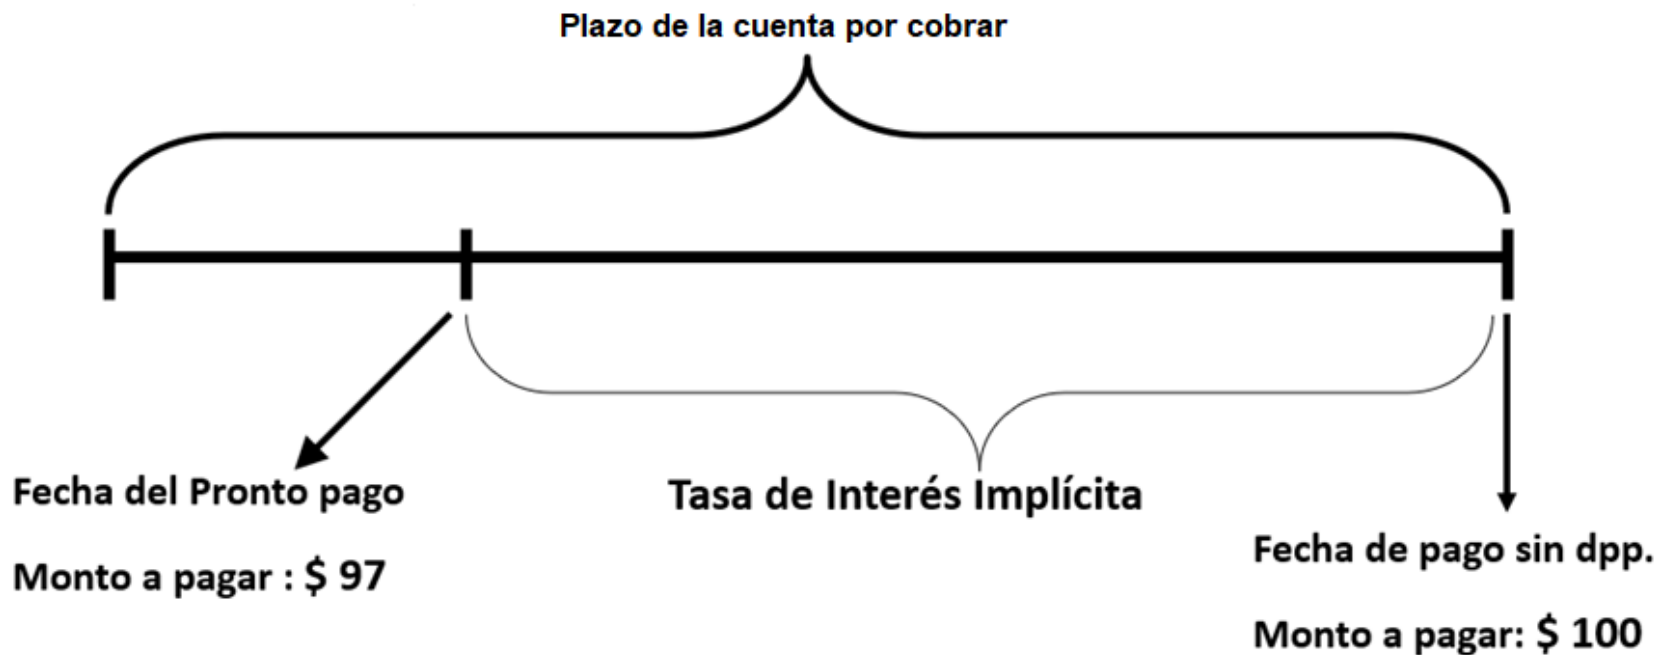 Plazo de la cuenta por cobrar
Fecha del Pronto pago
Monto a pagar : $ 97
Tasa de Interés Implícita
Fecha de pago sin dpp.
Monto a pagar: $ 100